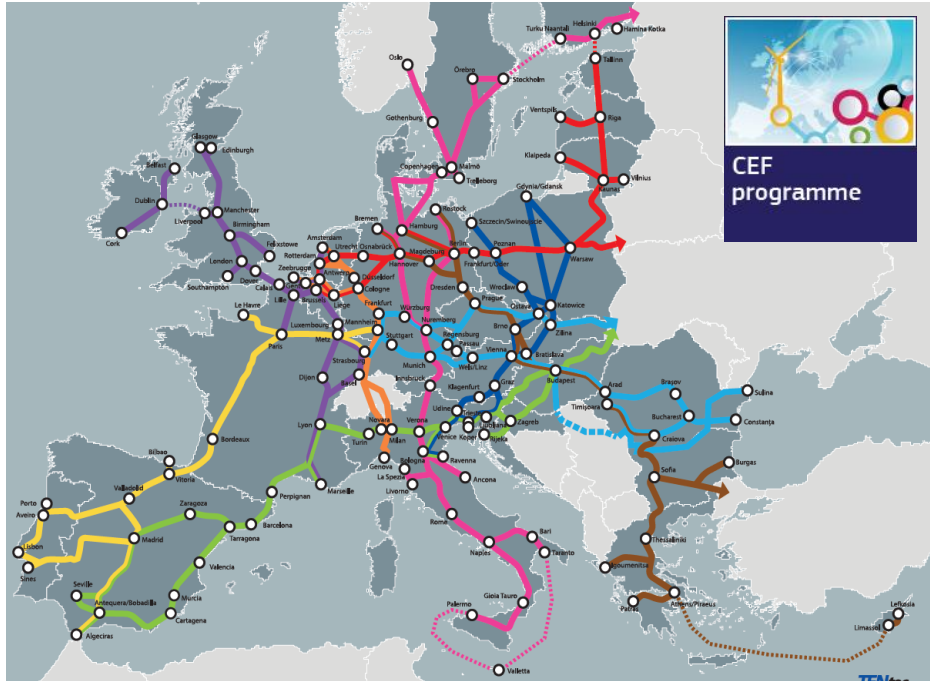 Helsinki
Turku Naantali
Hamina Kotka
Oslo
Örebro
Stockholm
Tallinn
Ventspils
Riga
Gothenburg
Glasgow
Edinburgh
Klaipeda
Belfast
Copenhagen
Malmö
Trelleborg
Kaunas
Vilnius
CEF
programme
Gdynia/Gdansk
Dublin
Liverpool
Manchester
Rostock
Birmingham
Bremen
Hamburg
Szczecin/Swinoujscie
Cork
Amsterdam
Felixstowe
Utrecht
Osnabrück
Magdeburg
Berlin
Poznan
Warsaw
London
Rotterdam
Hannover
Frankfurt/Oder
Zeebrugge
Antwerp
Düsseldorf
Southampton
Dover
Calais
Cologne
Dresden
Wroclaw
Lille
Brussels
Liege
Prague
Katowice
Le Havre
Frankfurt
Würzburg
Ostava
Luxembourg
Mannheim
Nuremberg
Brno
Zilina
Paris
Metz
Stuttgart
Regensburg
Passau
Strasbourg
Munich
Wels/Linz
Vienna
Bratislava
Dijon
Basel
Innsbruck
Klagenfurt
Graz
Budapest
Arad
Braşov
Sulina
Timişoara
Udine
Lyon
Novara
Verona
Venice
Koper
Ljubljana
Zagreb
Bucharest
Constanţa
Turin
Milan
Rijeka
Craiova
Bordeaux
Genova
Bologna
Ravenna
Bilbao
Vitoria
La Spezia
Sofia
Burgas
Marseille
Livorno
Ancona
Porto
Valladolid
Zaragoza
Perpignan
Aveiro
Barcelona
Roma
Madrid
Tarragona
Bari
Lisbon
Naples
Taranto
Thessaloniki
Sines
Valencia
Igoumenitsa
Seville
Murcia
Gioia Tauro
Palermo
Patras
Athens/Piraeus
Antequera/Bobadilla
Cartagena
Lefkosia
Limassol
Algeciras
Valletta